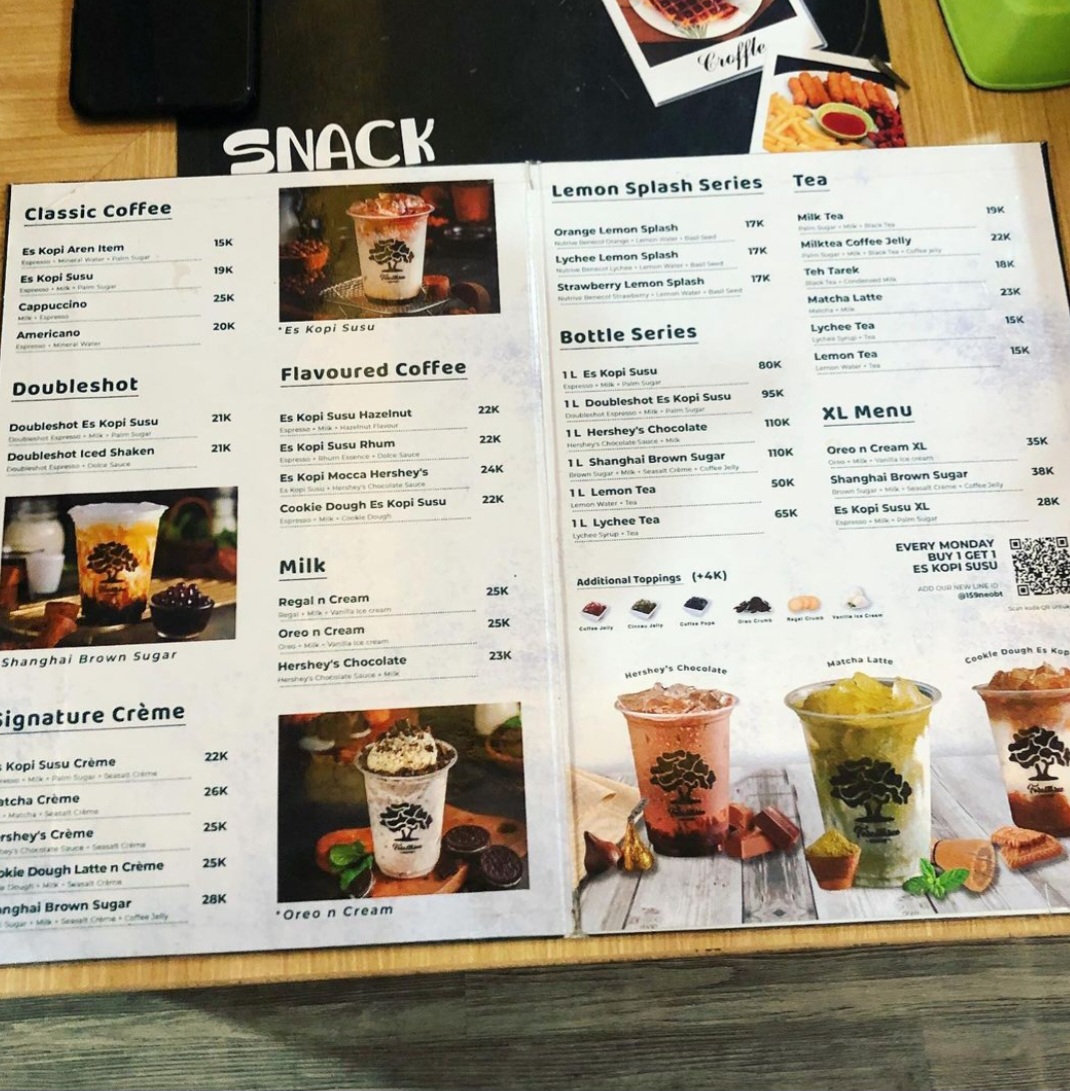 Croffle
SNACK
Classic Coffee
Es Kopi Aren Item 15K
Espresso • Mineral Water • Palm Sugar
Es Kopi Susu 19K
Espresso • Milk • Palm Sugar
Cappuccino 25K
Milk • Espresso
Americano 20K
Espresso • Mineral Water
Doubleshot
Doubleshot Es Kopi Susu 21K
Doubleshot Espresso • Milk • Palm Sugar
Doubleshot Iced Shaken 21K
Doubleshot Espresso • Dolce Sauce
Shanghai Brown Sugar
Signature Crème
s Kopi Susu Crème 22K
resso • Milk • Palm Sugar • Seasalt Crème
atcha Crème 26K
• Matcha • Seasalt Crème
rshey's Crème 25K
hey's Chocolate Sauce • Seasalt Crème
okie Dough Latte n Crème 25K
e Dough • Milk • Seasalt Crème
anghai Brown Sugar 28K
Sugar • Milk • Seasalt Crème • Coffee Jelly
*Es Kopi Susu
Flavoured Coffee
Es Kopi Susu Hazelnut 22K
Espresso • Milk • Hazelnut Flavour
Es Kopi Susu Rhum 22K
Espresso • Rhum Essence • Dolce Sauce
Es Kopi Mocca Hershey's 24K
Es Kopi Susu • Hershey's Chocolate Sauce
Cookie Dough Es Kopi Susu 22K
Espresso • Milk • Cookie Dough
Milk
Regal n Cream 25K
Regal • Milk • Vanilla Ice cream
Oreo n Cream 25K
Oreo • Milk • Vanilla Ice cream
Hershey's Chocolate 23K
Hershey's Chocolate Sauce • Milk
*Oreo n Cream
Lemon Splash Series
Orange Lemon Splash 17K
Nutrive Benecol Orange • Lemon Water • Basil Seed
Lychee Lemon Splash 17K
Nutrive Benecol Lychee • Lemon Water • Basil Seed
Strawberry Lemon Splash 17K
Nutrive Benecol Strawberry • Lemon Water • Basil Seed
Bottle Series
1 L Es Kopi Susu 80K
Espresso • Milk • Palm Sugar
1 L Doubleshot Es Kopi Susu 95K
Doubleshot Espresso • Milk • Palm Sugar
1 L Hershey's Chocolate 110K
Hershey's Chocolate Sauce • Milk
1 L Shanghai Brown Sugar 110K
Brown Sugar • Milk • Seasalt Crème • Coffee Jelly
1 L Lemon Tea 50K
Lemon Water • Tea
1 L Lychee Tea 65K
Lychee Syrup • Tea
Tea
Milk Tea 19K
Palm Sugar • Milk • Black Tea
Milktea Coffee Jelly 22K
Palm Sugar • Milk • Black Tea • Coffee Jelly
Teh Tarek 18K
Black Tea • Condensed Milk
Matcha Latte 23K
Matcha • Milk
Lychee Tea 15K
Lychee Syrup • Tea
Lemon Tea 15K
Lemon Water • Tea
XL Menu
Oreo n Cream XL 35K
Oreo • Milk • Vanilla Ice cream
Shanghai Brown Sugar 38K
Brown Sugar • Milk • Seasalt Crème • Coffee Jelly
Es Kopi Susu XL 28K
Espresso • Milk • Palm Sugar
EVERY MONDAY
BUY 1 GET 1
ES KOPI SUSU
ADD OUR NEW LINE ID
@159neobt
Scan kode QR untuk
Additional Toppings (+4K)
Coffee Jelly
Cincau Jelly
Coffee Pops
Oreo Crumb
Regal Crumb
Vanilla Ice Cream
Hershey's Chocolate
Matcha Latte
Cookie Dough Es Kop